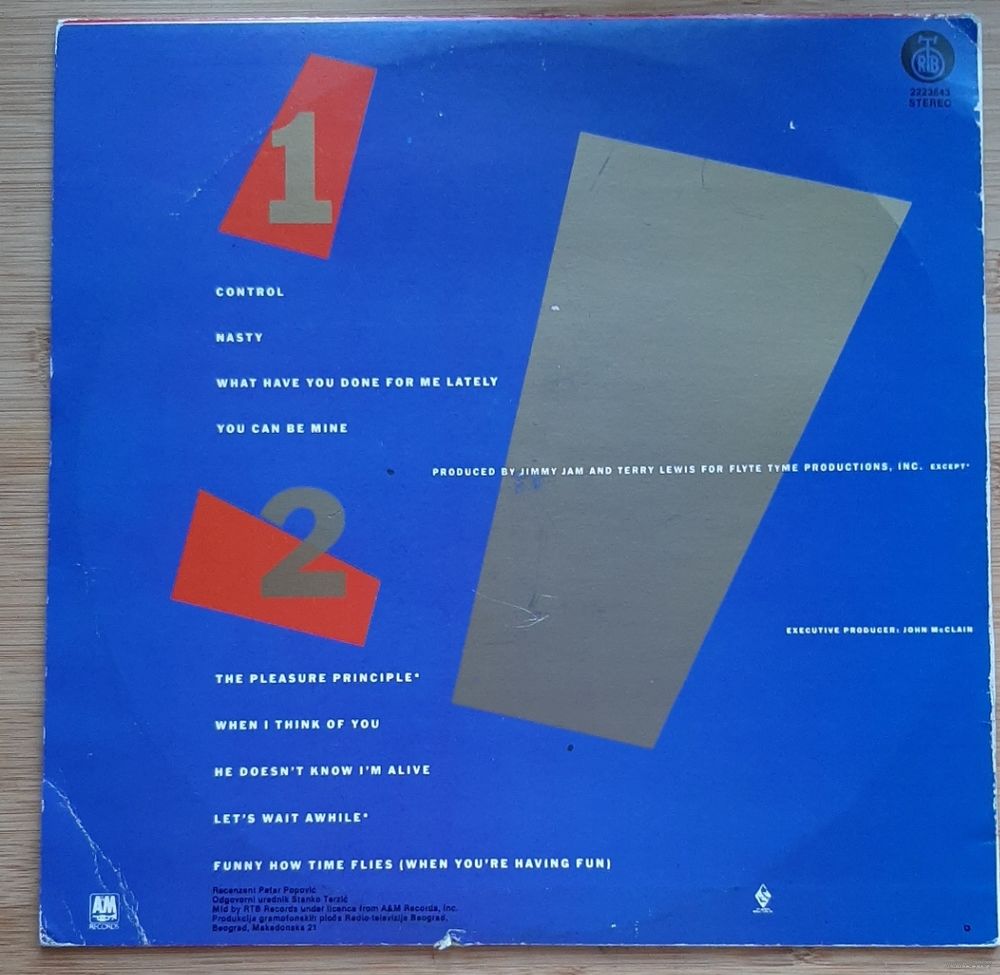 RTB
2223843
STEREO
1
CONTROL
NASTY
WHAT HAVE YOU DONE FOR ME LATELY
YOU CAN BE MINE
PRODUCED BY JIMMY JAM AND TERRY LEWIS FOR FLYTE TYME PRODUCTIONS, INC. EXCEPT*
2
EXECUTIVE PRODUCER: JOHN McCLAIN
THE PLEASURE PRINCIPLE*
WHEN I THINK OF YOU
HE DOESN'T KNOW I'M ALIVE
LET'S WAIT AWHILE*
FUNNY HOW TIME FLIES (WHEN YOU'RE HAVING FUN)
Recenzent Petar Popović
Odgovorni urednik Stanko Terzić
Mfd by RTB Records under licence from A&M Records, Inc.
Produkcija gramofonskih ploča Radio-televizije Beograd,
Beograd, Makedonska 21
A&M
RECORDS